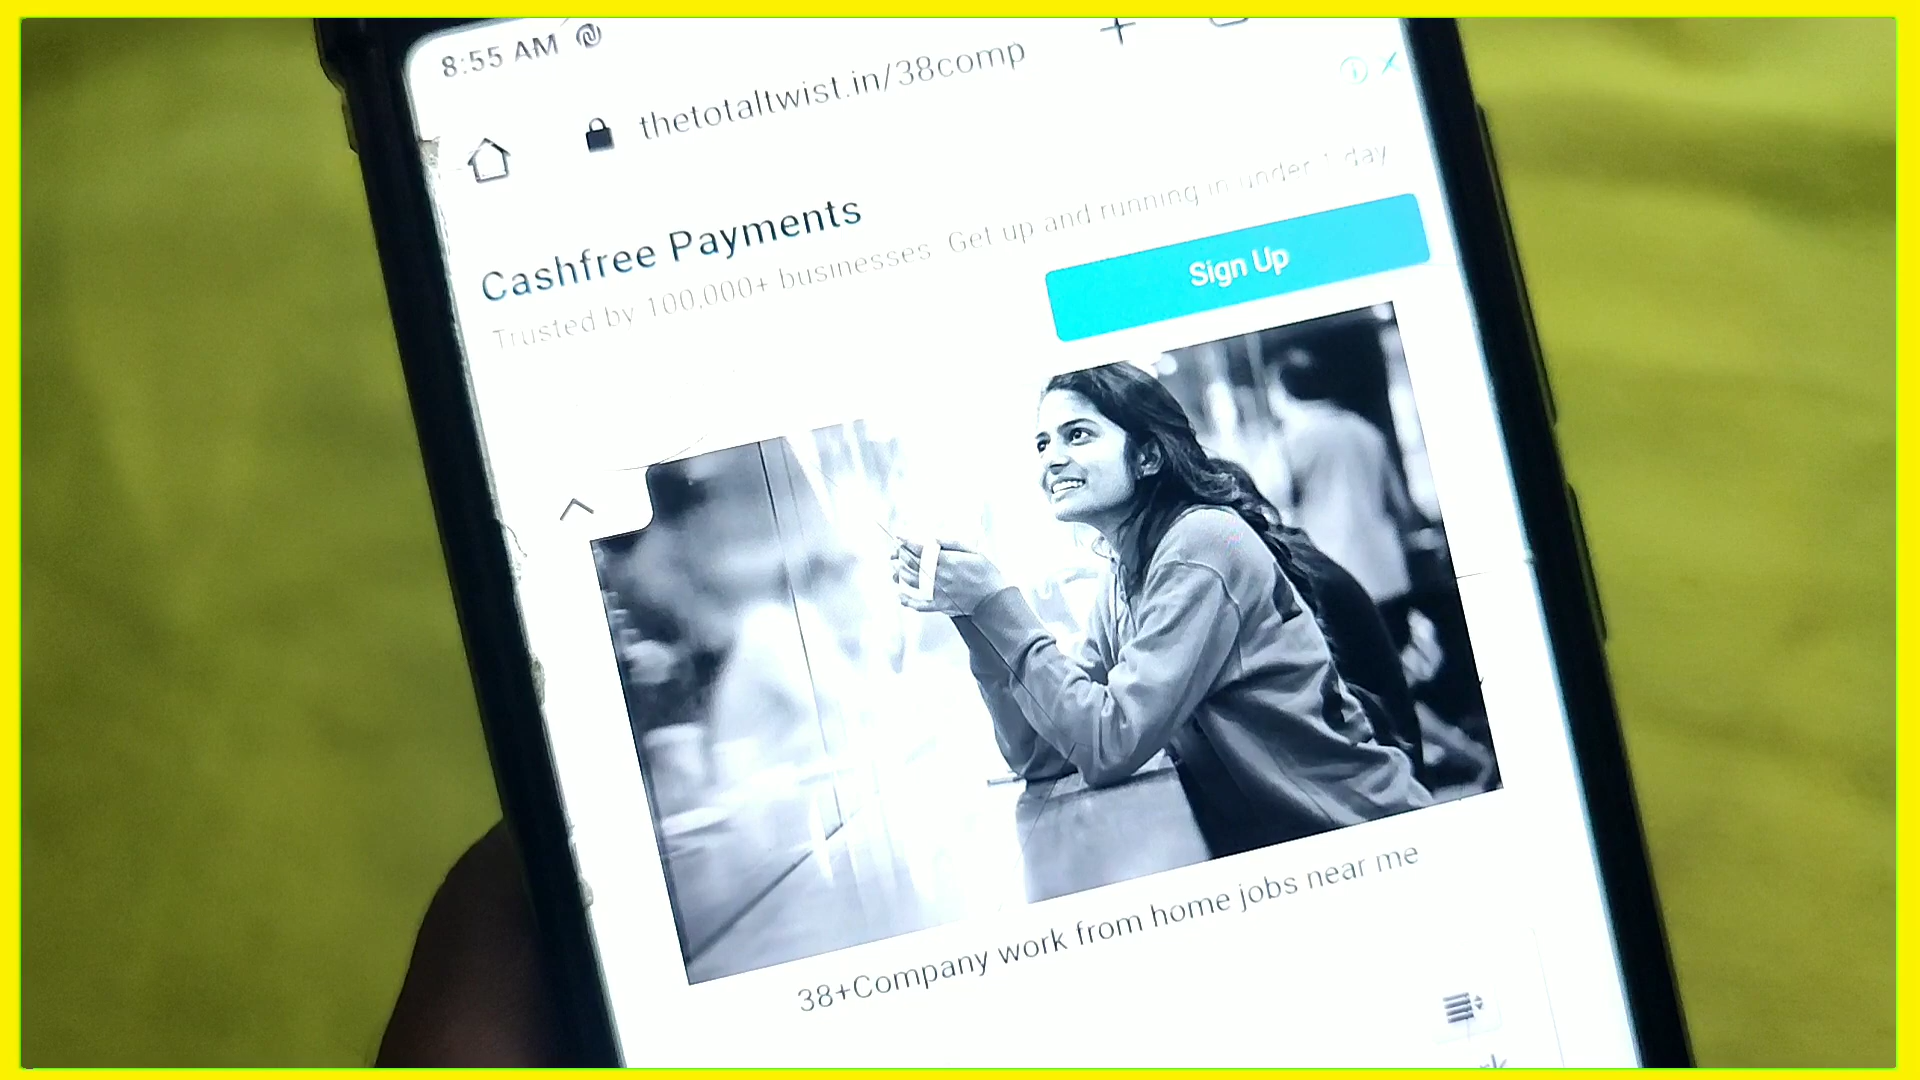 8:55 AM
thetotaltwist.in/38comp
Cashfree Payments
Trusted by 100,000+ businesses. Get up and running in under day
Sign Up
38+Company work from home jobs near me